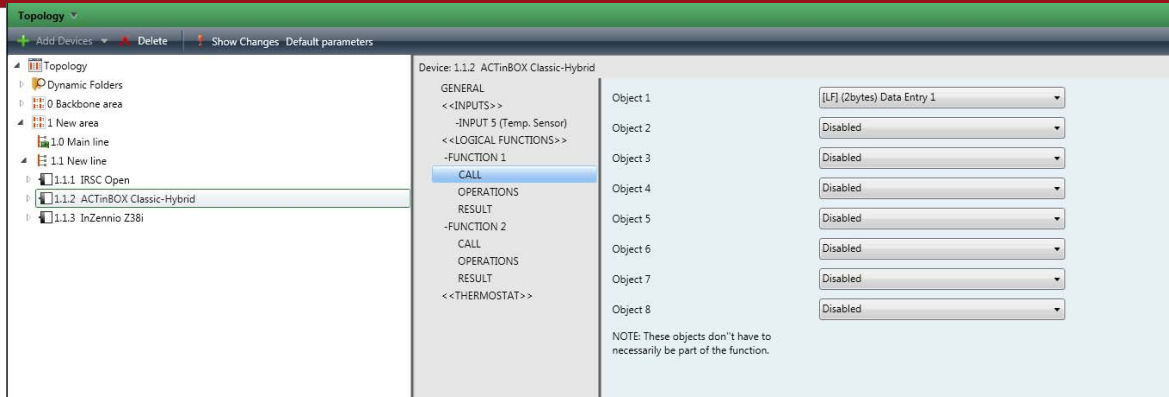 Topology
Add Devices Delete Show Changes Default parameters
Topology
Dynamic Folders
0 Backbone area
1 New area
1.0 Main line
1.1 New line
1.1.1 IRSC Open
1.1.2 ACTinBOX Classic-Hybrid
1.1.3 InZennio Z38i
Device: 1.1.2 ACTinBOX Classic-Hybrid
GENERAL
<<INPUTS>>
-INPUT 5 (Temp. Sensor)
<<LOGICAL FUNCTIONS>>
-FUNCTION 1
CALL
OPERATIONS
RESULT
-FUNCTION 2
CALL
OPERATIONS
RESULT
<<THERMOSTAT>>
Object 1 [LF] (2bytes) Data Entry 1
Object 2 Disabled
Object 3 Disabled
Object 4 Disabled
Object 5 Disabled
Object 6 Disabled
Object 7 Disabled
Object 8 Disabled
NOTE: These objects don''t have to
necessarily be part of the function.